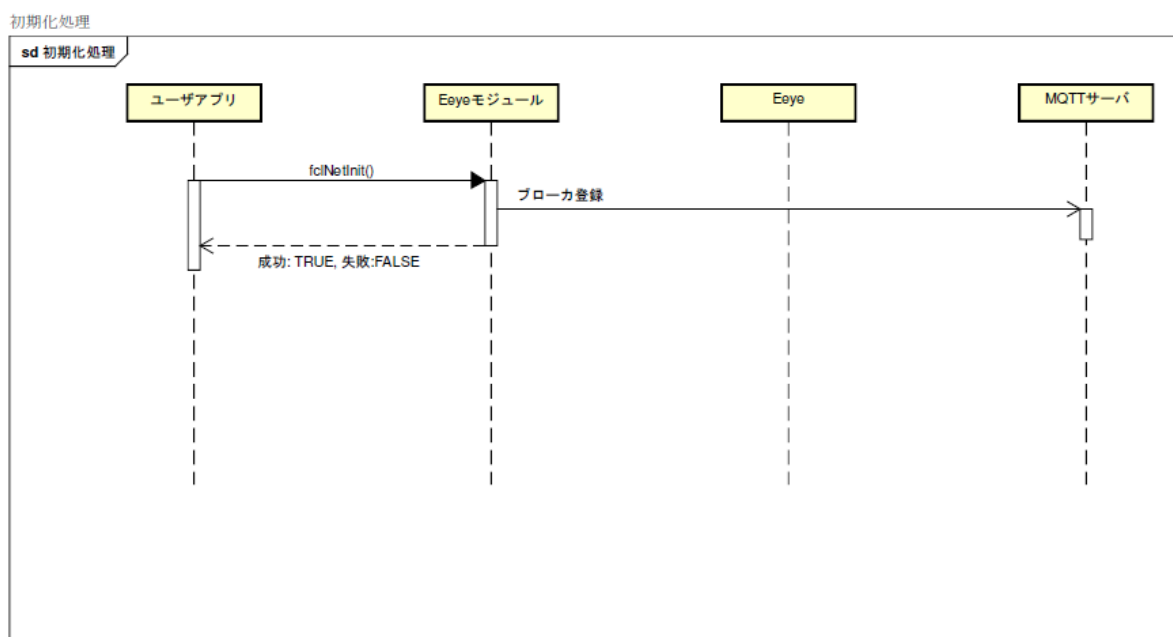 初期化処理
sd 初期化処理
ユーザアプリ
Eeyeモジュール
Eeye
MQTTサーバ
fclNetInit()
ブローカ登録
成功: TRUE, 失敗:FALSE